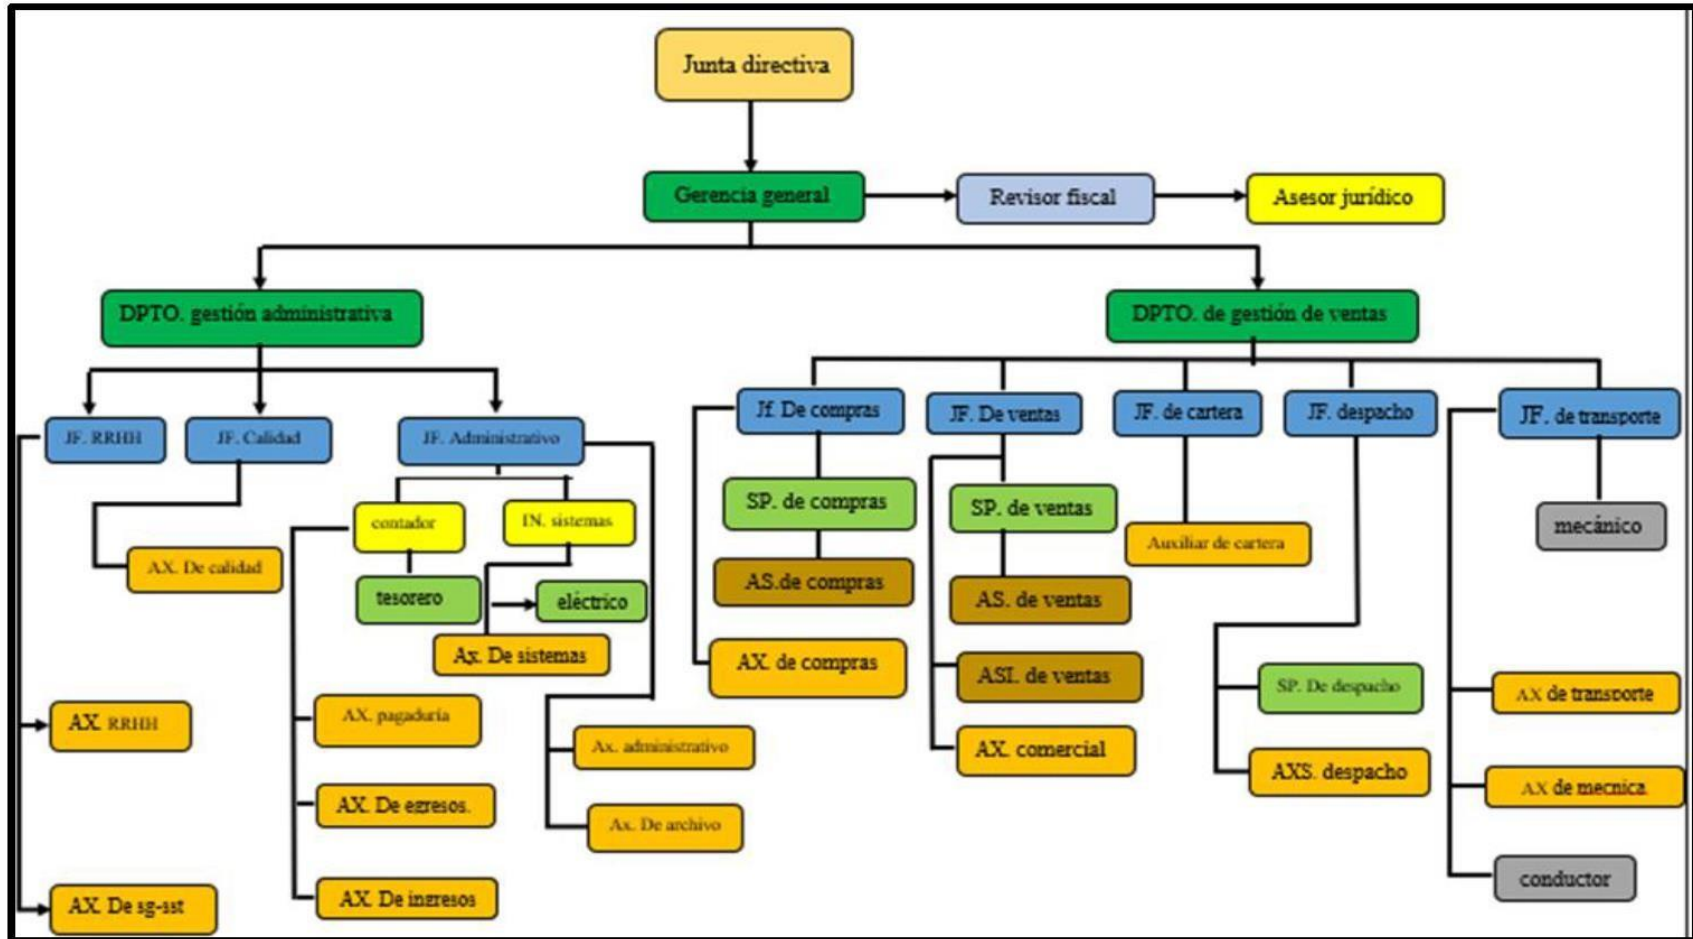 Junta directiva
Gerencia general
Revisor fiscal
Asesor jurídico
DPTO. gestión administrativa
DPTO. de gestión de ventas
JF. RRHH
JF. Calidad
JF. Administrativo
Jf. De compras
JF. De ventas
JF. de cartera
JF. despacho
JF. de transporte
contador
IN. sistemas
SP. de compras
SP. de ventas
Auxiliar de cartera
mecánico
AX. De calidad
tesorero
eléctrico
AS.de compras
AS. de ventas
Ax. De sistemas
AX. de compras
ASI. de ventas
SP. De despacho
AX de transporte
AX. RRHH
AX. pagaduría
Ax. administrativo
AX. comercial
AXS. despacho
AX de mecnica.
AX. De egresos.
Ax. De archivo
AX. De sg-sst
AX. De ingresos
conductor